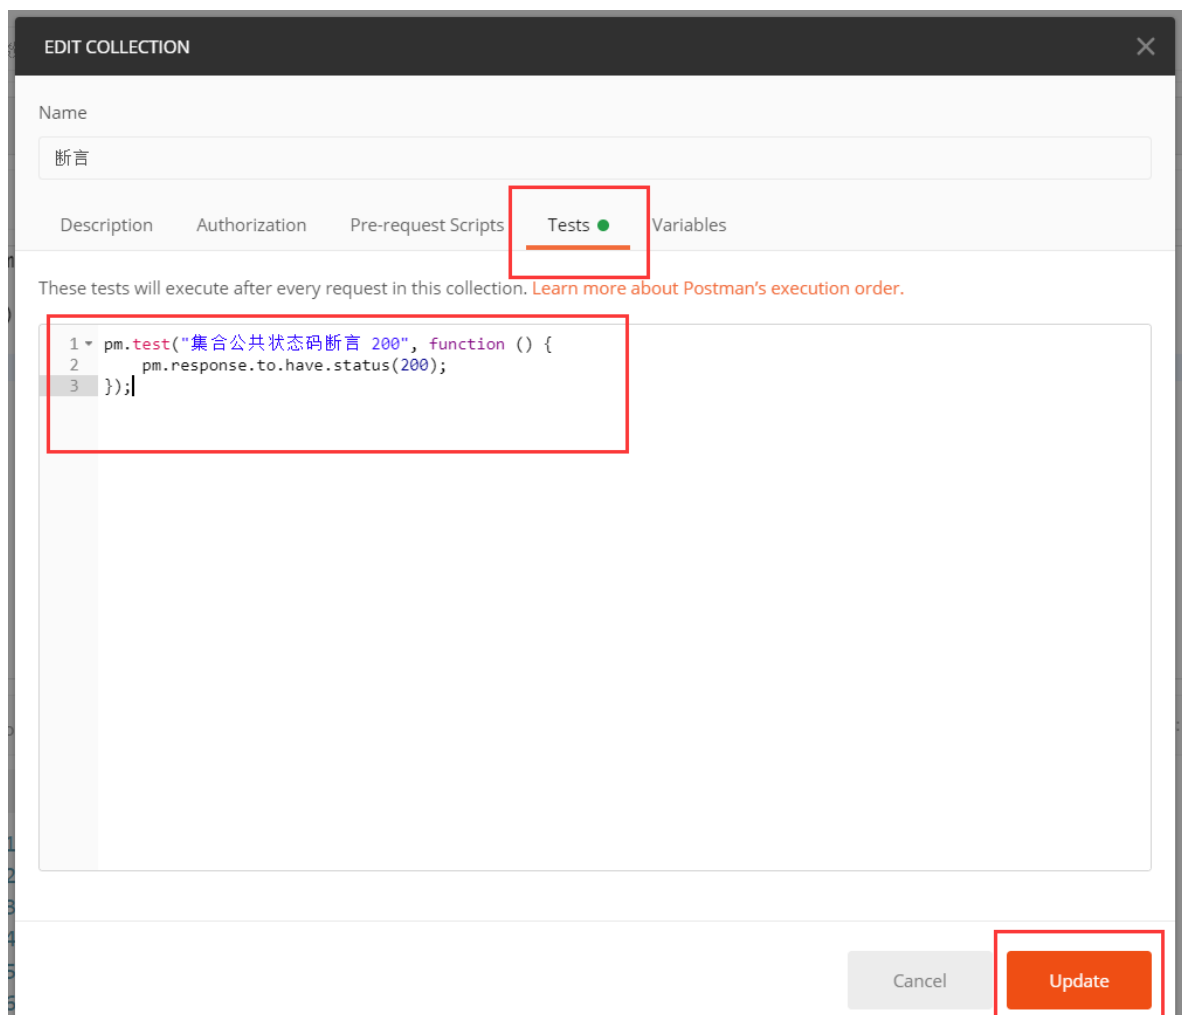 EDIT COLLECTION
Name
断言
Description Authorization Pre-request Scripts Tests Variables
These tests will execute after every request in this collection. Learn more about Postman's execution order.
1 pm.test("集合公共状态码断言 200", function () {
2 pm.response.to.have.status(200);
3 });
Cancel Update